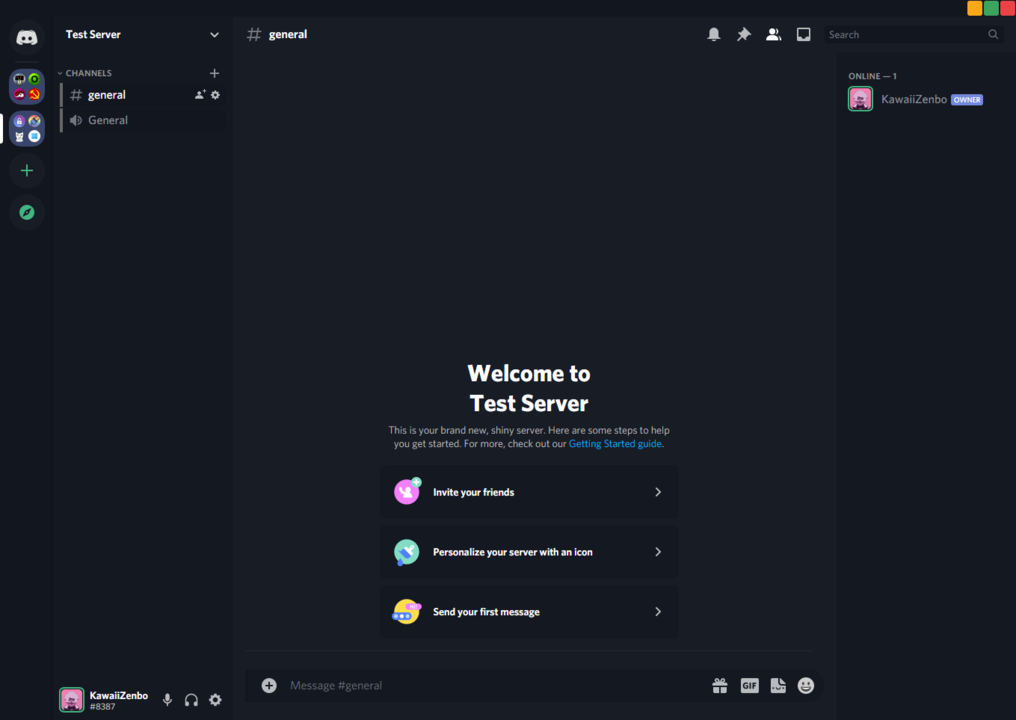 Test Server
CHANNELS
general
General
KawaiiZenbo
#8387
general
Search
Welcome to
Test Server
This is your brand new, shiny server. Here are some steps to help
you get started. For more, check out our Getting Started guide.
Invite your friends
Personalize your server with an icon
Send your first message
Message #general
GIF
ONLINE — 1
KawaiiZenbo OWNER